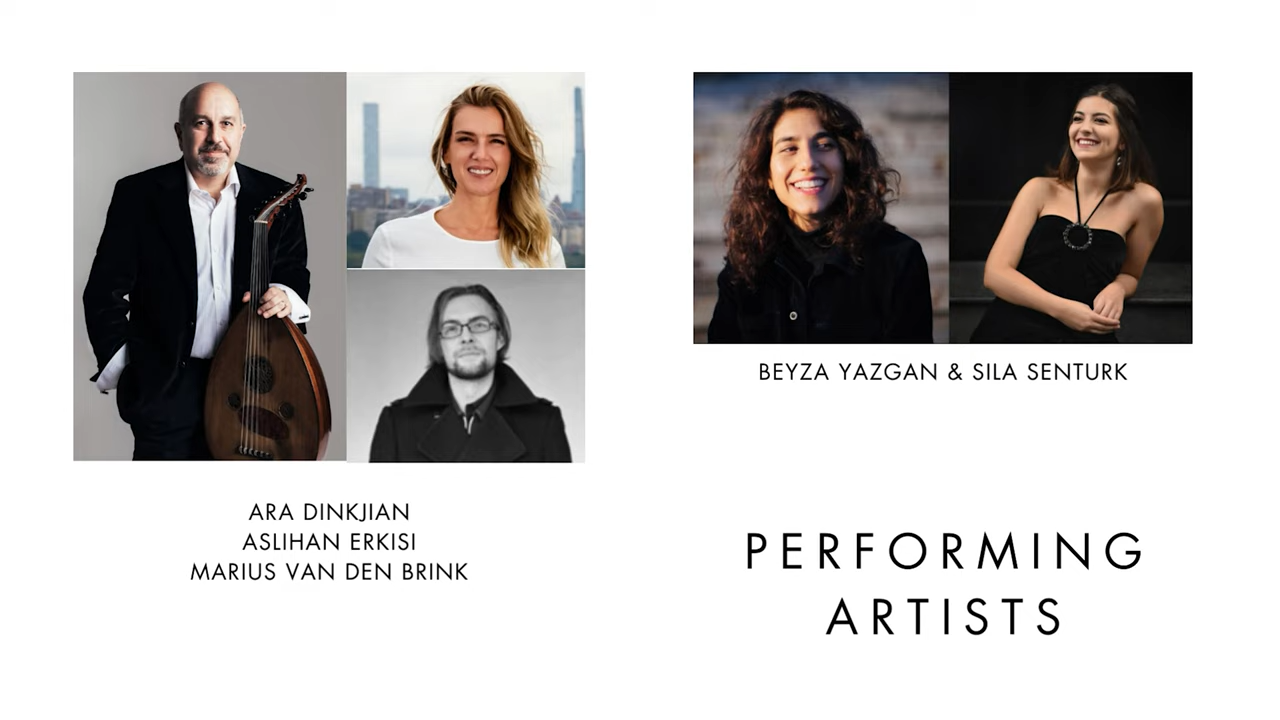 ARA DINKJIAN
ASLIHAN ERKISI
MARIUS VAN DEN BRINK
BEYZA YAZGAN & SILA SENTURK
PERFORMING
ARTISTS